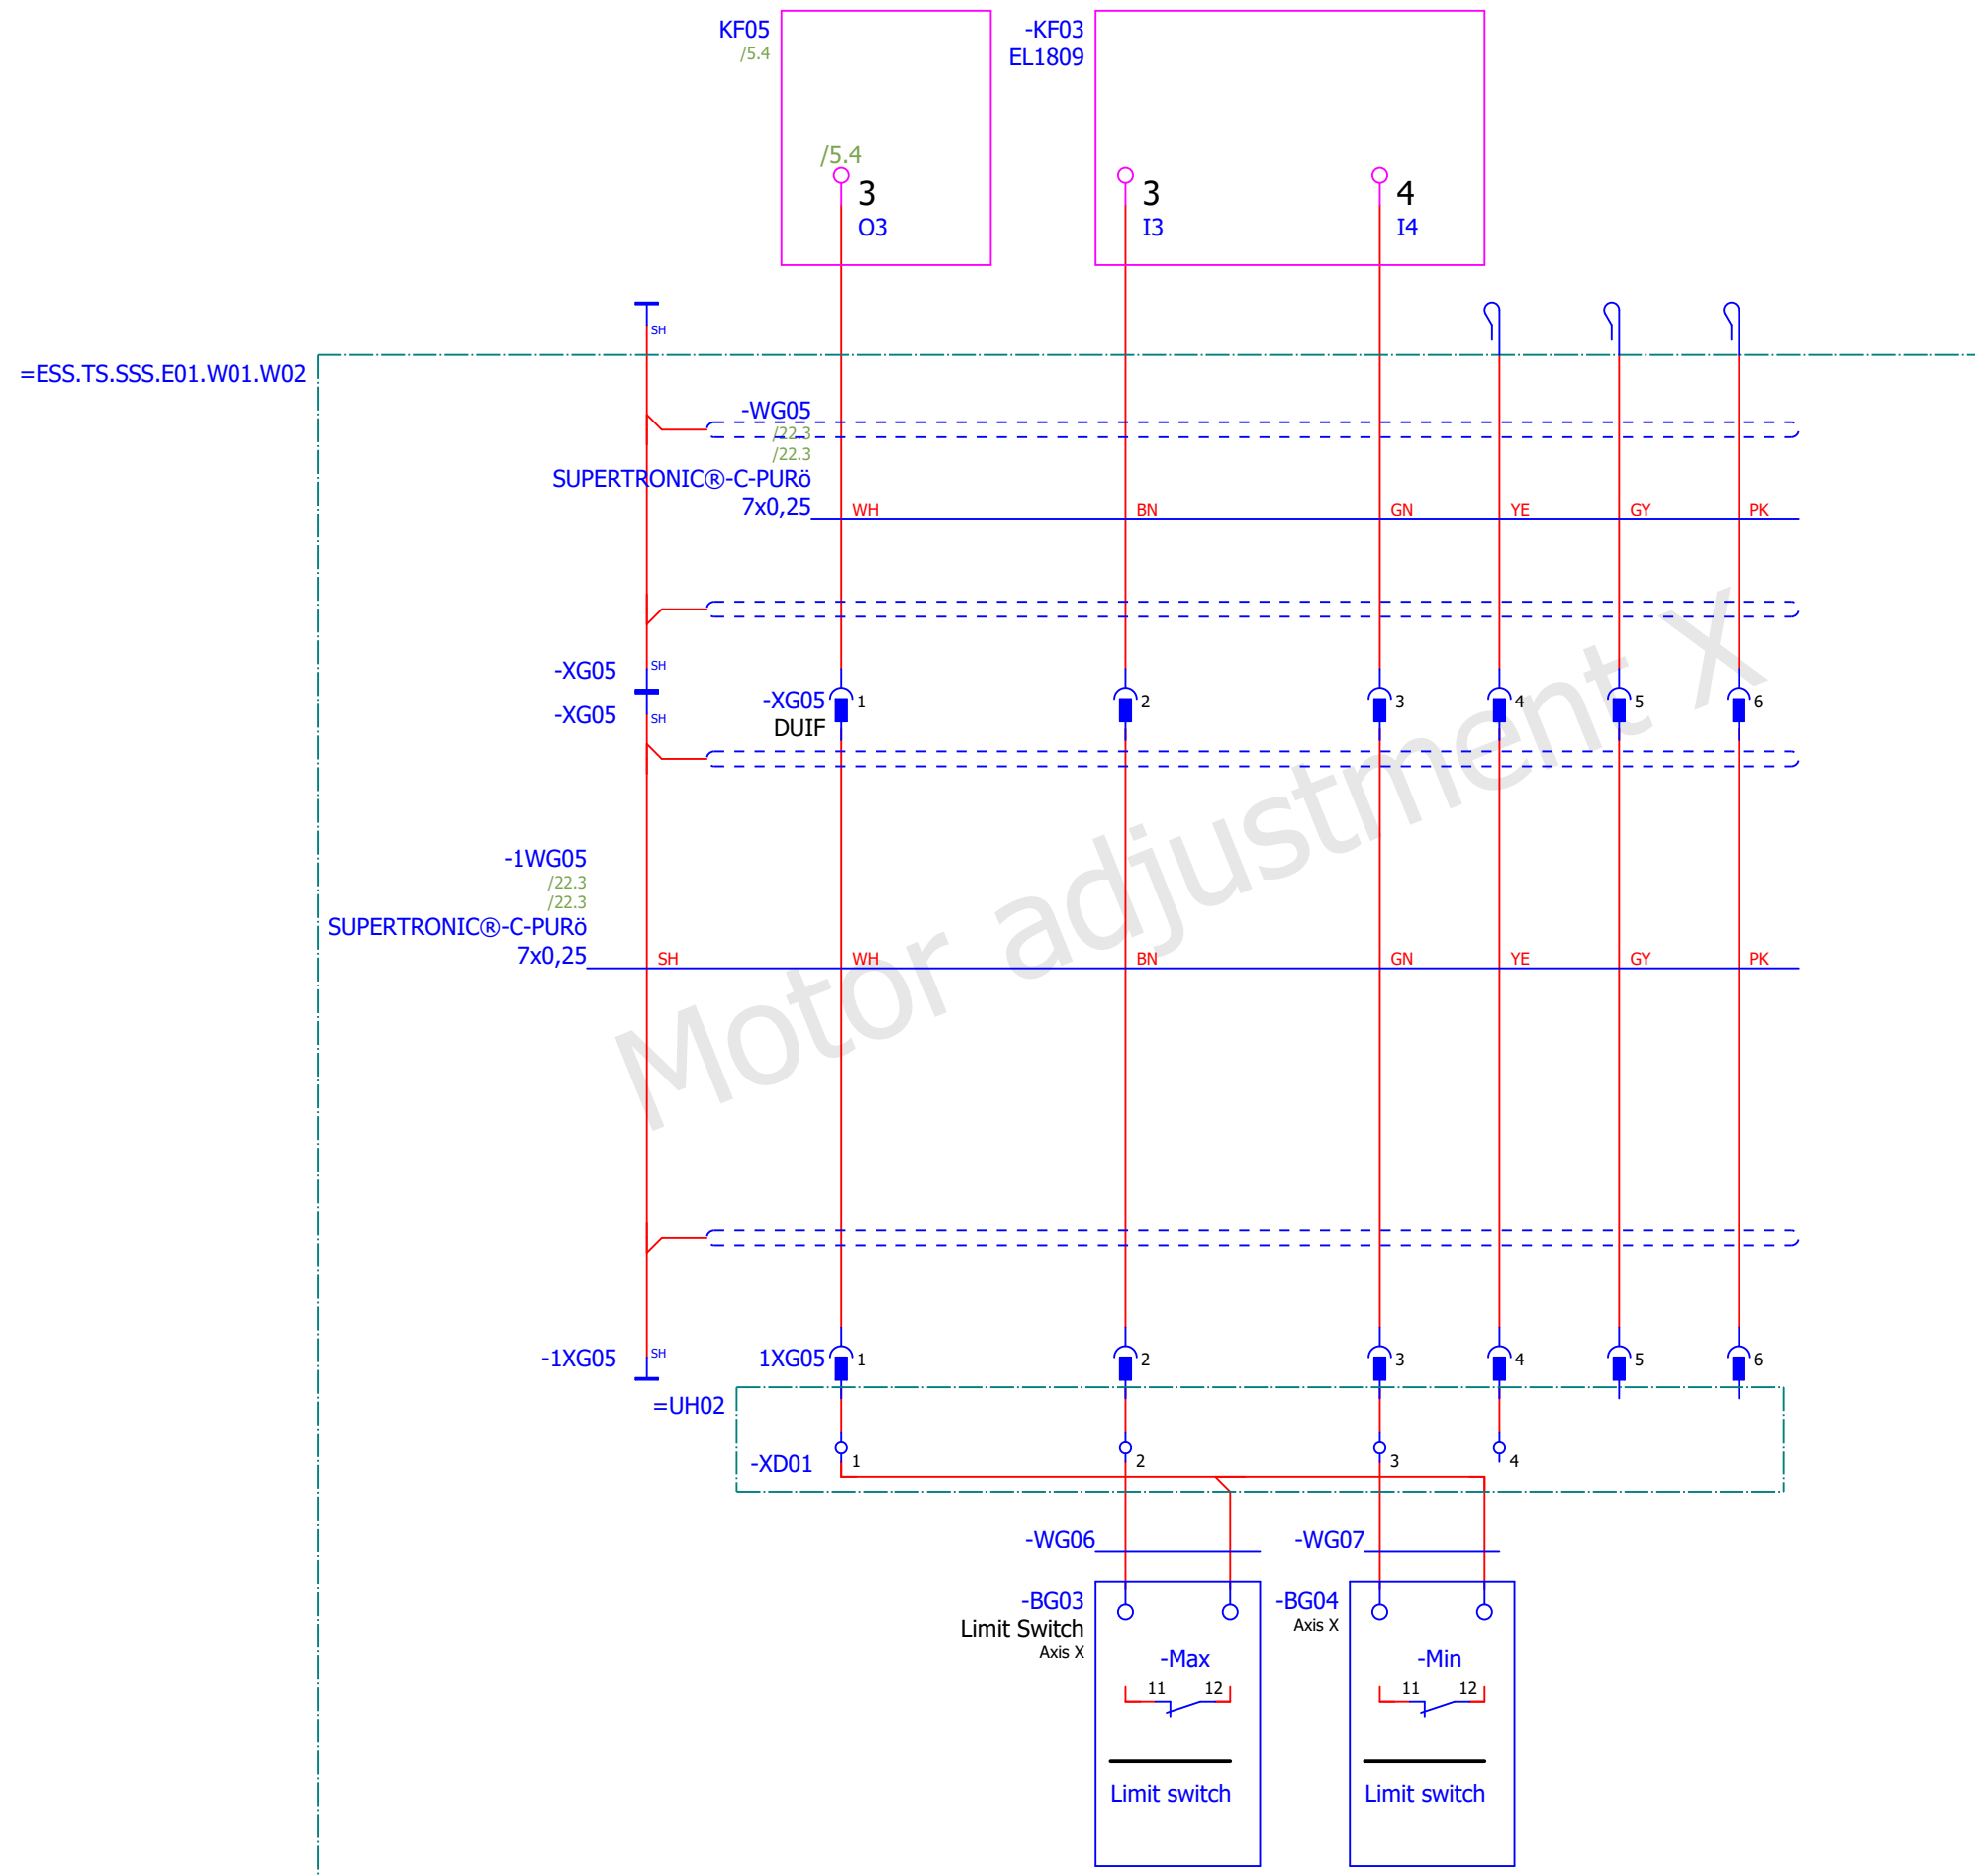 KF05
/5.4
-KF03
EL1809
/5.4
3
O3
3
I3
4
I4
SH
=ESS.TS.SSS.E01.W01.W02
-WG05
/22.3
/22.3
SUPERTRONIC®-C-PURö
7x0,25
WH
BN
GN
YE
GY
PK
-XG05
SH
-XG05
SH
-XG05
DUIF
1
2
3
4
5
6
Motor adjustment X
-1WG05
/22.3
/22.3
SUPERTRONIC®-C-PURö
7x0,25
SH
WH
BN
GN
YE
GY
PK
-1XG05
SH
1XG05
1
2
3
4
5
6
=UH02
-XD01
1
2
3
4
-WG06
-WG07
-BG03
Limit Switch
Axis X
-Max
11
12
Limit switch
-BG04
Axis X
-Min
11
12
Limit switch